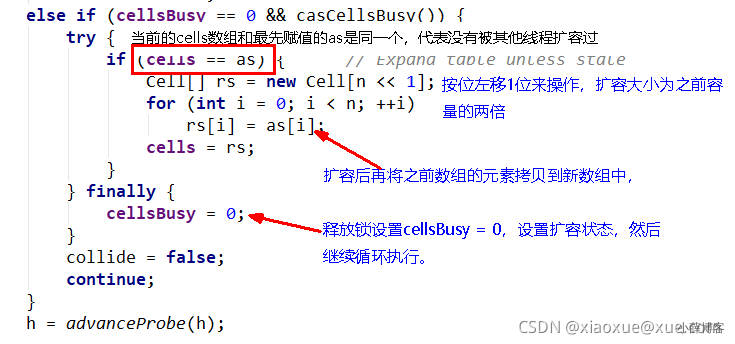 else if (cellsBusy == 0 && casCellsBusy()) {
try { 当前的cells数组和最先赋值的as是同一个，代表没有被其他线程扩容过
if (cells == as) { // Expand table unless stale
Cell[] rs = new Cell[n << 1]; 按位左移1位来操作，扩容大小为之前容
for (int i = 0; i < n; ++i) 量的两倍
rs[i] = as[i];
cells = rs;
扩容后再将之前数组的元素拷贝到新数组中，
}
} finally {
cellsBusy = 0; 释放锁设置cellsBusy = 0，设置扩容状态，然后
} 继续循环执行。
collide = false;
continue;
}
h = advanceProbe(h);
CSDN @xiaoxue@xue
小薛博客